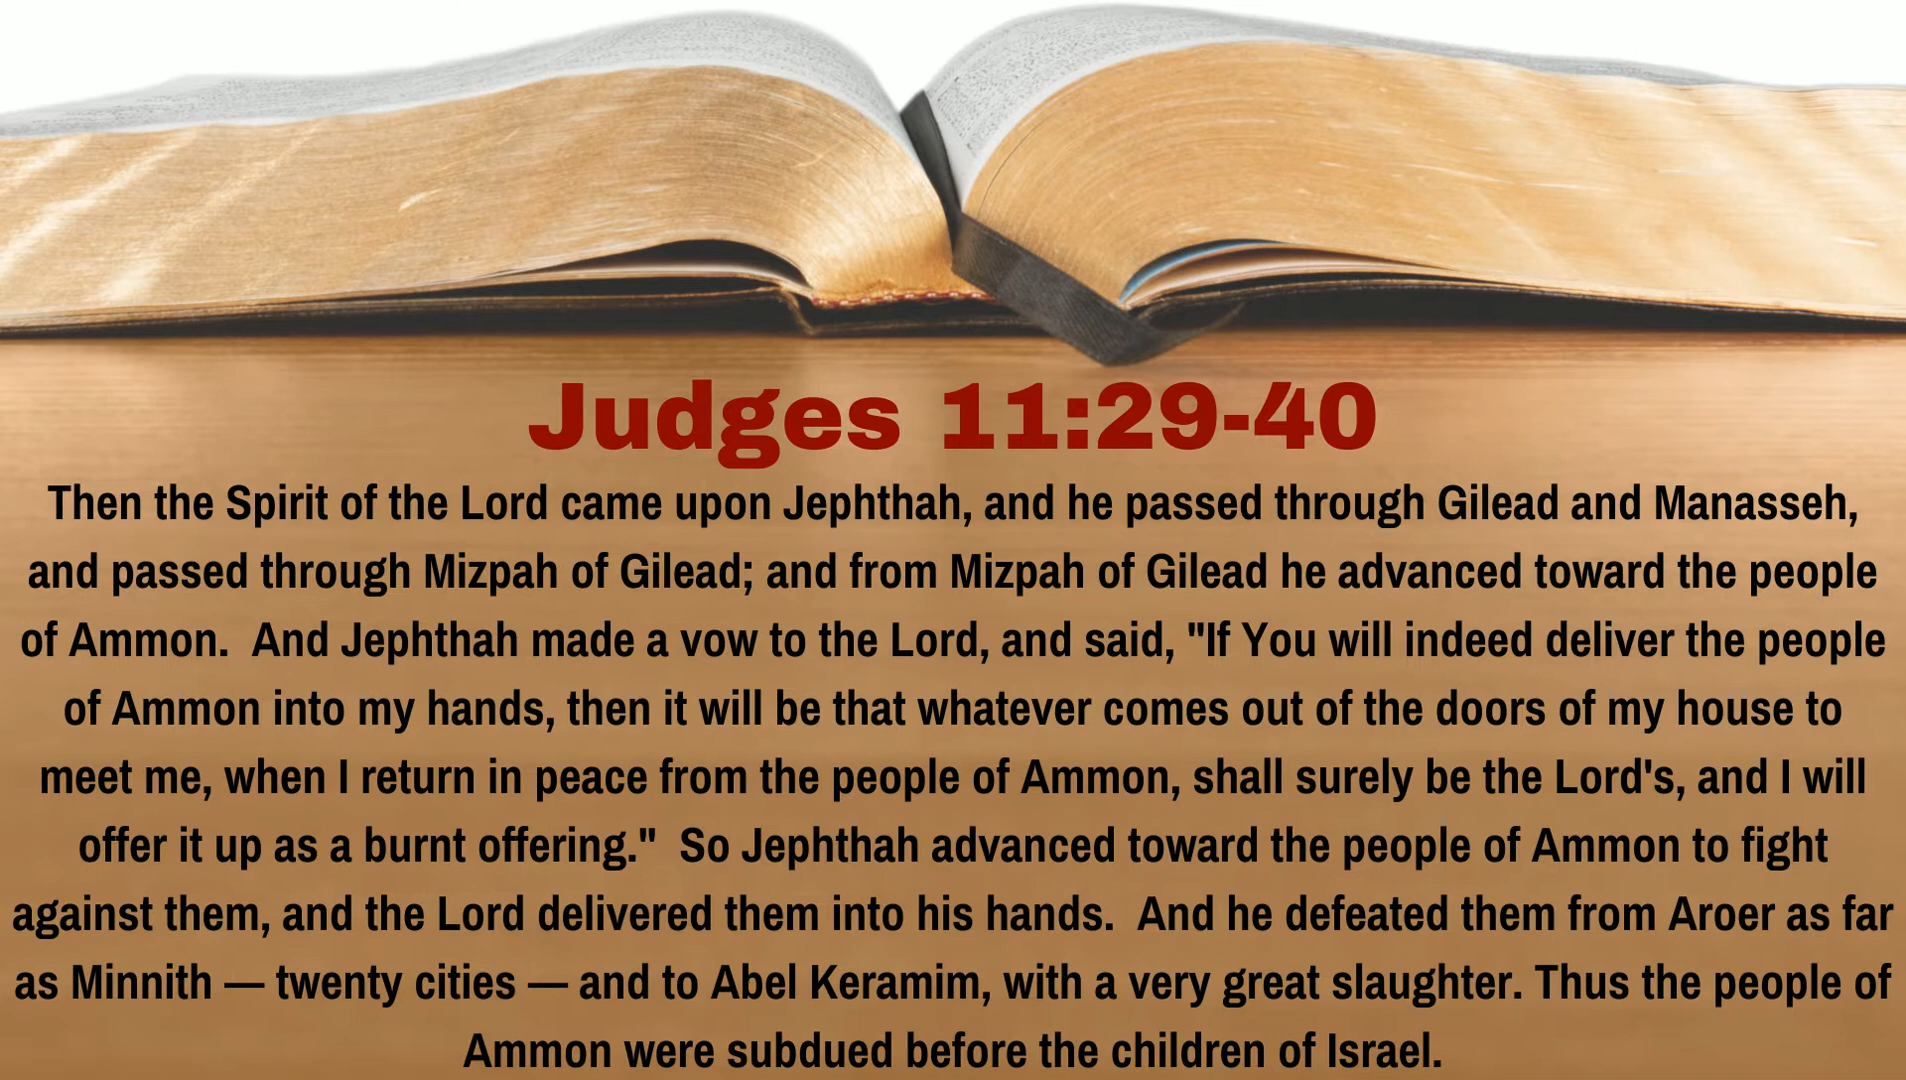 Judges 11:29-40
Then the Spirit of the Lord came upon Jephthah, and he passed through Gilead and Manasseh,
and passed through Mizpah of Gilead; and from Mizpah of Gilead he advanced toward the people
of Ammon.  And Jephthah made a vow to the Lord, and said, "If You will indeed deliver the people
of Ammon into my hands, then it will be that whatever comes out of the doors of my house to
meet me, when I return in peace from the people of Ammon, shall surely be the Lord's, and I will
offer it up as a burnt offering."  So Jephthah advanced toward the people of Ammon to fight
against them, and the Lord delivered them into his hands.  And he defeated them from Aroer as far
as Minnith — twenty cities — and to Abel Keramim, with a very great slaughter. Thus the people of
Ammon were subdued before the children of Israel.